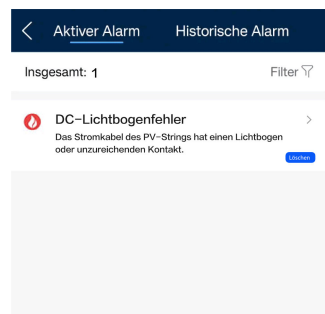 Aktiver Alarm Historische Alarm
Insgesamt: 1 Filter
DC-Lichtbogenfehler
Das Stromkabel des PV-Strings hat einen Lichtbogen
oder unzureichenden Kontakt.
Löschen